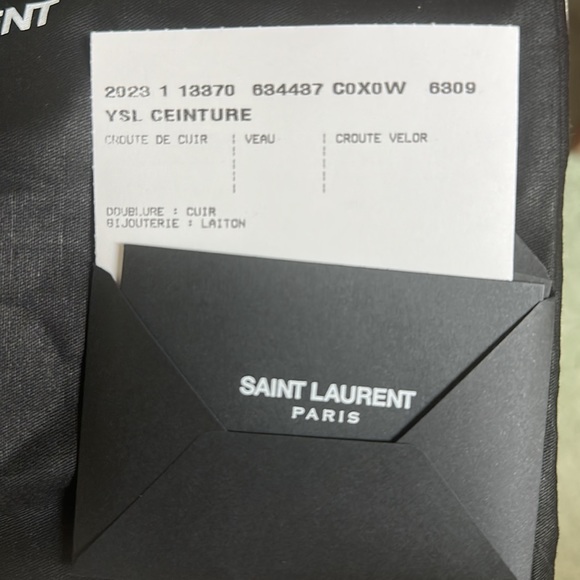 ENT
2023 1 13370 634437 C0X0W 6309
YSL CEINTURE
CROUTE DE CUIR ¦ VEAU ¦ CROUTE VELOR
DOUBLURE : CUIR
BIJOUTERIE : LAITON
SAINT LAURENT
PARIS